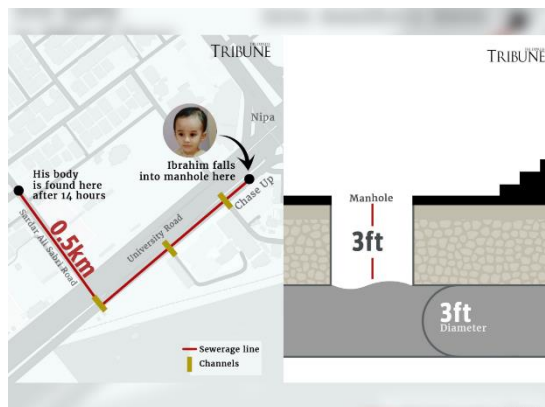 TRIBUNE
Nipa
Ibrahim falls
into manhole here
His body
is found here
after 14 hours
Chase Up
University Road
0.5km
Sardar Ali Sabri Road
Sewerage line
Channels
TRIBUNE
Manhole
3ft
3ft
Diameter